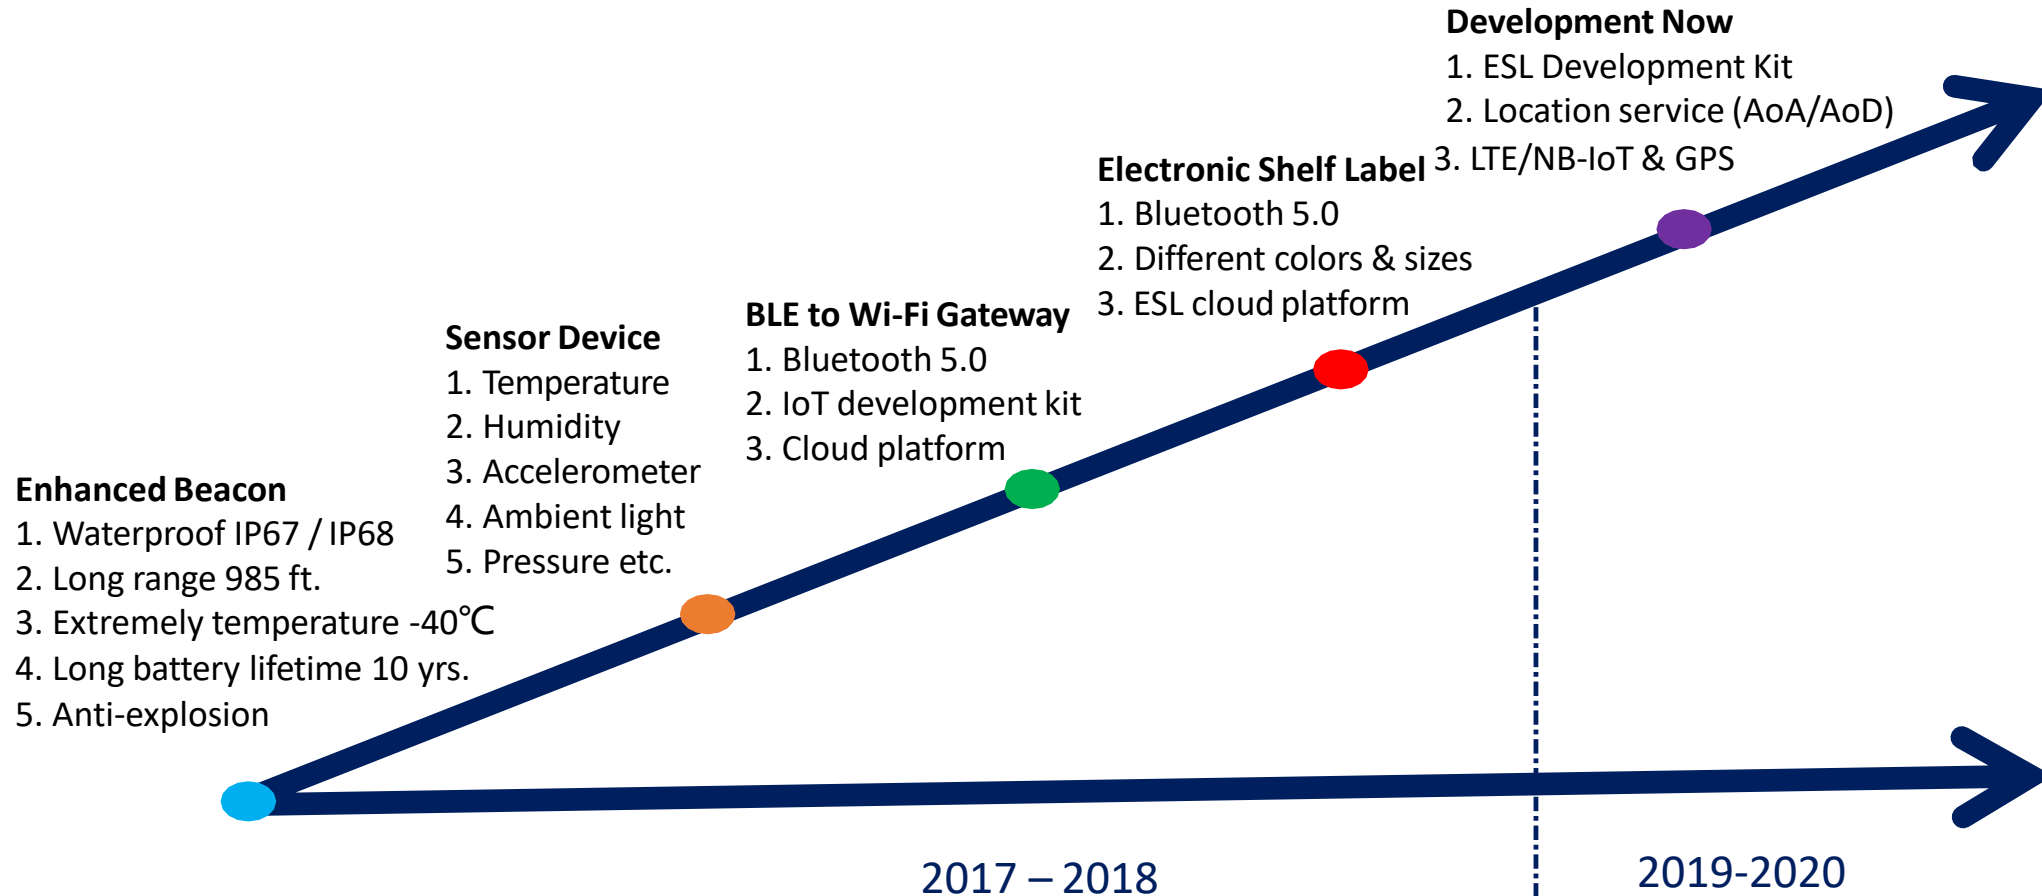 Development Now
1. ESL Development Kit
2. Location service (AoA/AoD)
3. LTE/NB-IoT & GPS
Electronic Shelf Label
1. Bluetooth 5.0
2. Different colors & sizes
3. ESL cloud platform
BLE to Wi-Fi Gateway
1. Bluetooth 5.0
2. IoT development kit
3. Cloud platform
Sensor Device
1. Temperature
2. Humidity
3. Accelerometer
4. Ambient light
5. Pressure etc.
Enhanced Beacon
1. Waterproof IP67 / IP68
2. Long range 985 ft.
3. Extremely temperature -40℃
4. Long battery lifetime 10 yrs.
5. Anti-explosion
2017 – 2018
2019-2020